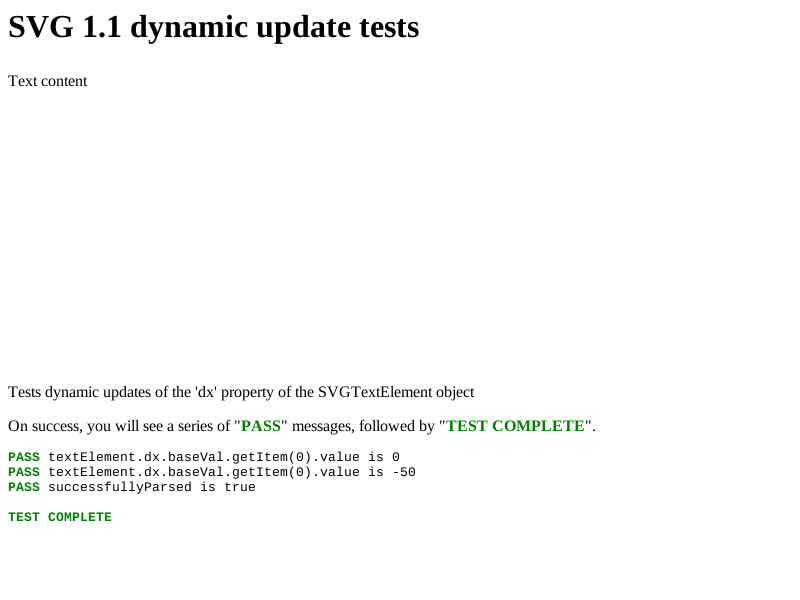 SVG 1.1 dynamic update tests
Text content
Tests dynamic updates of the 'dx' property of the SVGTextElement object
On success, you will see a series of "PASS" messages, followed by "TEST COMPLETE".
PASS textElement.dx.baseVal.getItem(0).value is 0
PASS textElement.dx.baseVal.getItem(0).value is -50
PASS successfullyParsed is true
TEST COMPLETE